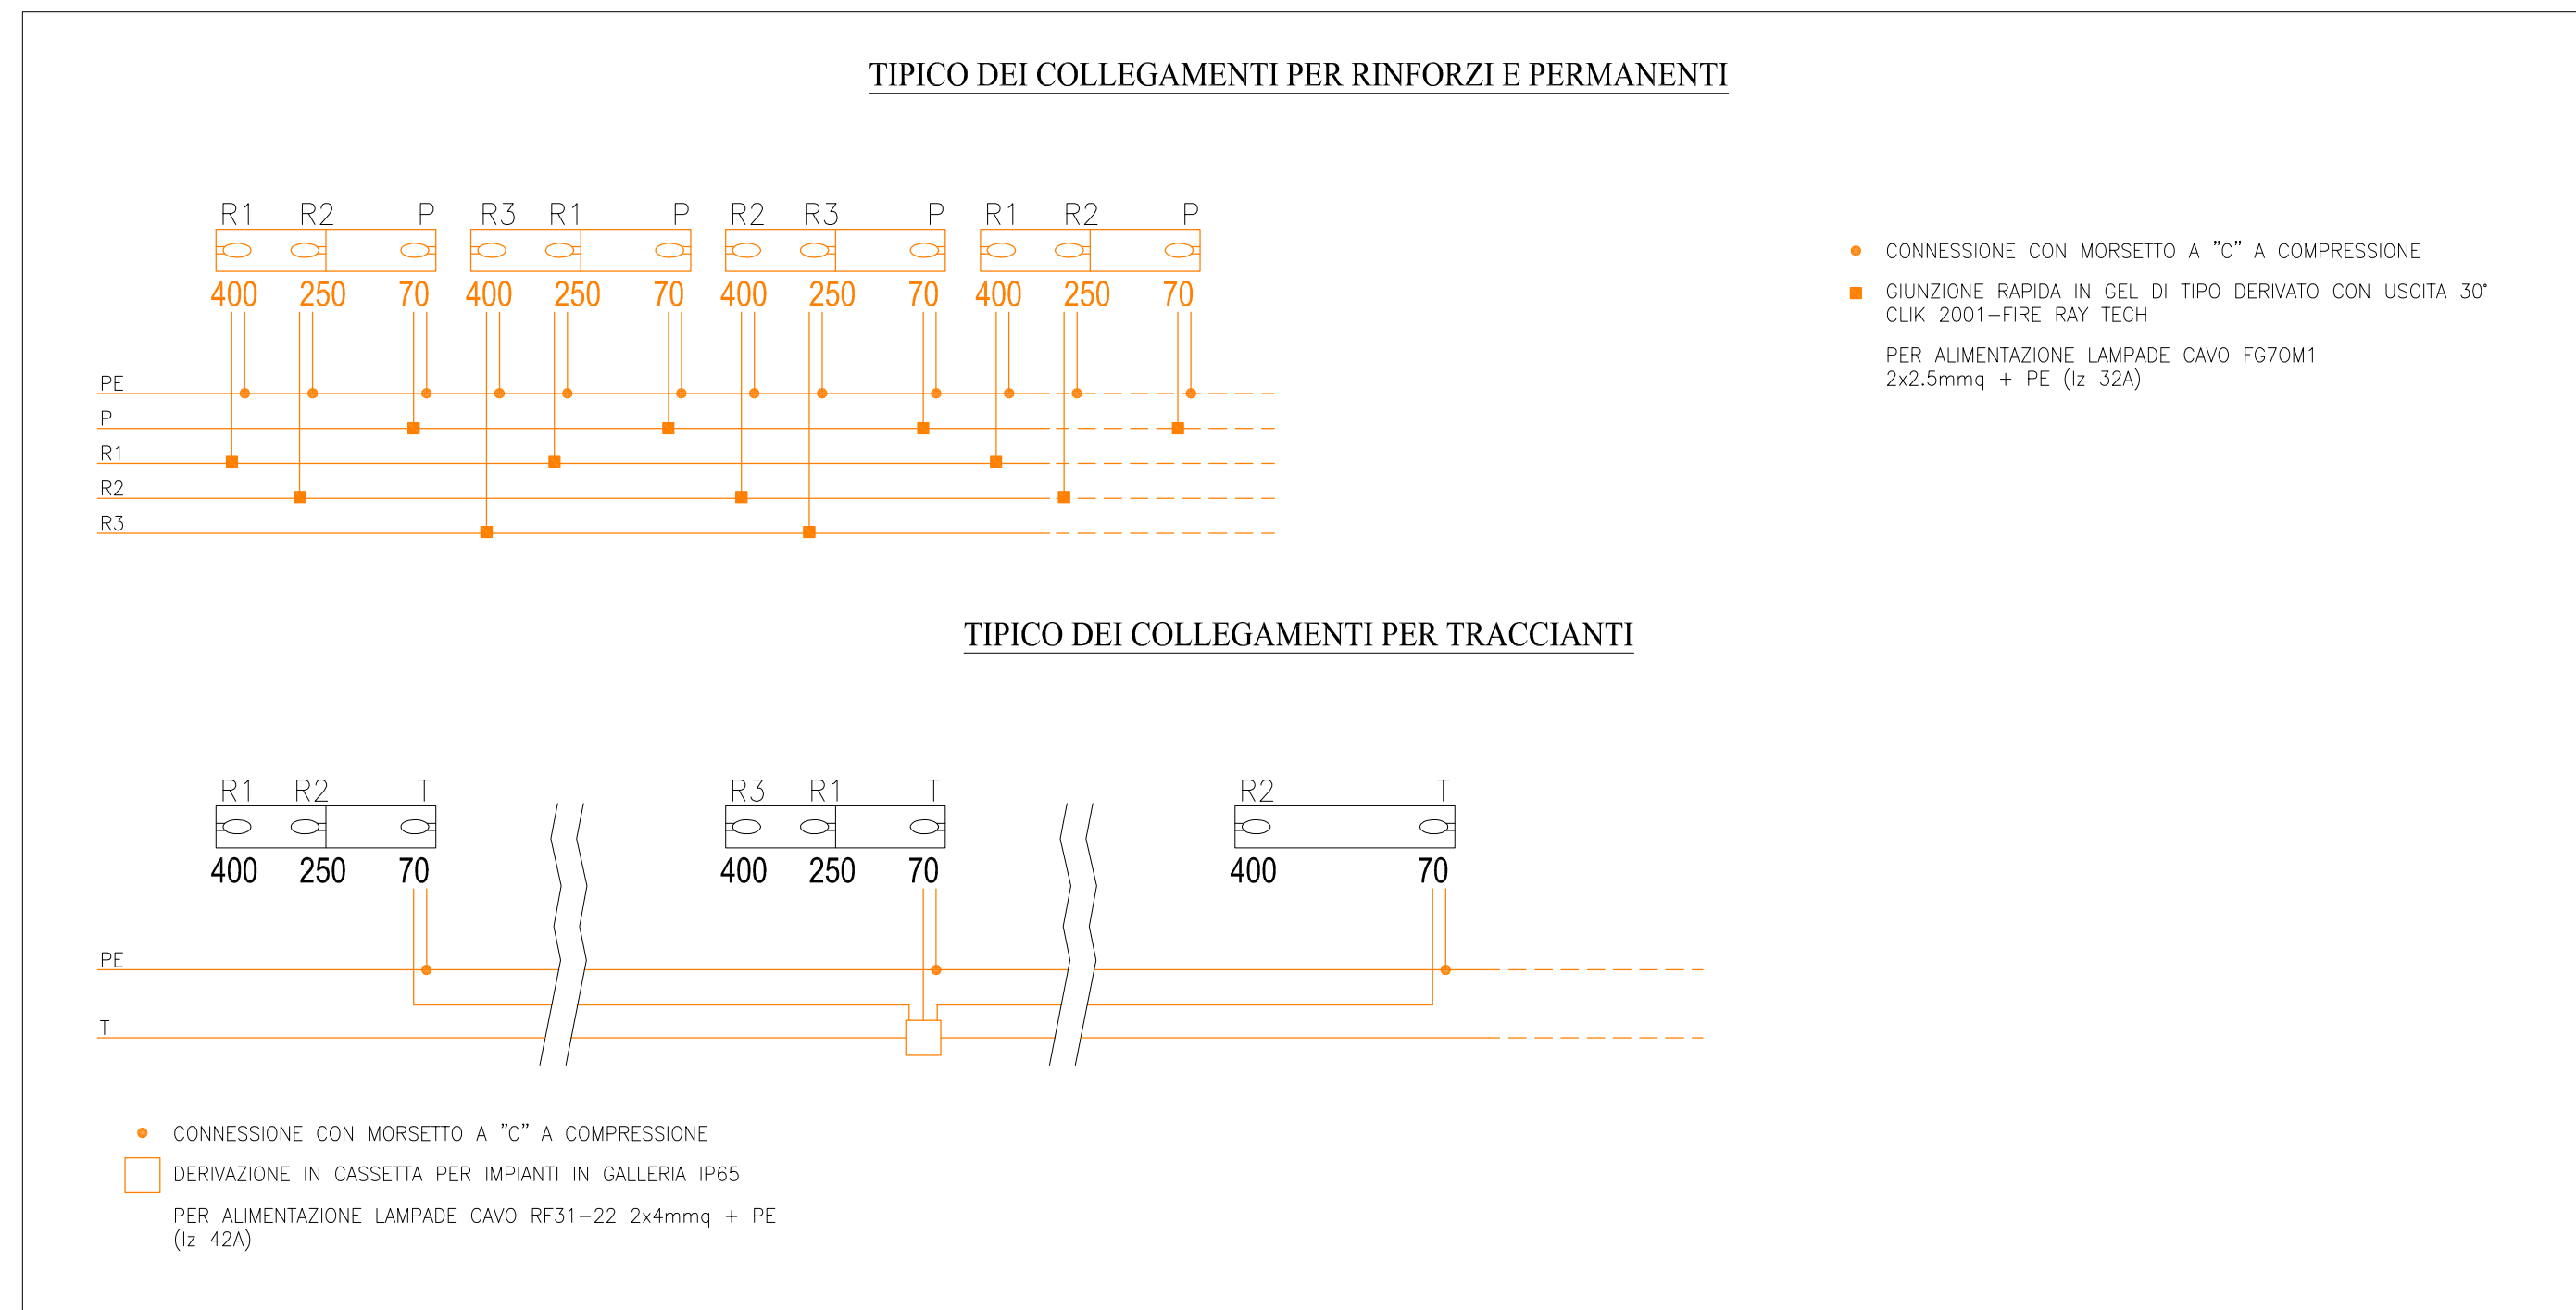 TIPICO DEI COLLEGAMENTI PER RINFORZI E PERMANENTI
R1 R2 P R3 R1 P R2 R3 P R1 R2 P
400 250 70 400 250 70 400 250 70 400 250 70
PE
P
R1
R2
R3
CONNESSIONE CON MORSETTO A "C" A COMPRESSIONE
GIUNZIONE RAPIDA IN GEL DI TIPO DERIVATO CON USCITA 30°
CLIK 2001-FIRE RAY TECH
PER ALIMENTAZIONE LAMPADE CAVO FG7OM1
2x2.5mmq + PE (Iz 32A)
TIPICO DEI COLLEGAMENTI PER TRACCIANTI
R1 R2 T R3 R1 T R2 T
400 250 70 400 250 70 400 70
PE
T
CONNESSIONE CON MORSETTO A "C" A COMPRESSIONE
DERIVAZIONE IN CASSETTA PER IMPIANTI IN GALLERIA IP65
PER ALIMENTAZIONE LAMPADE CAVO RF31-22 2x4mmq + PE
(Iz 42A)